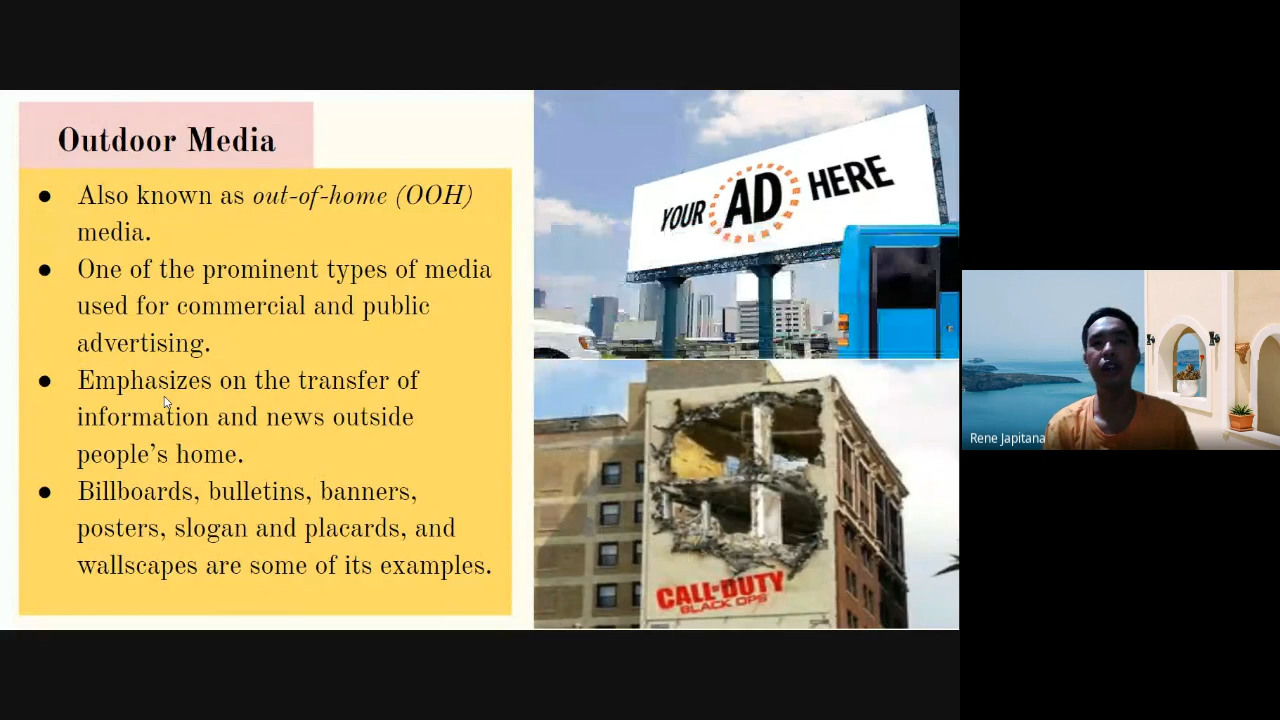 Outdoor Media
● Also known as out-of-home (OOH)
media.
● One of the prominent types of media
used for commercial and public
advertising.
● Emphasizes on the transfer of
information and news outside
people's home.
● Billboards, bulletins, banners,
posters, slogan and placards, and
wallscapes are some of its examples.
YOUR AD HERE
CALL OF DUTY
BLACK OPS
Rene Japitana